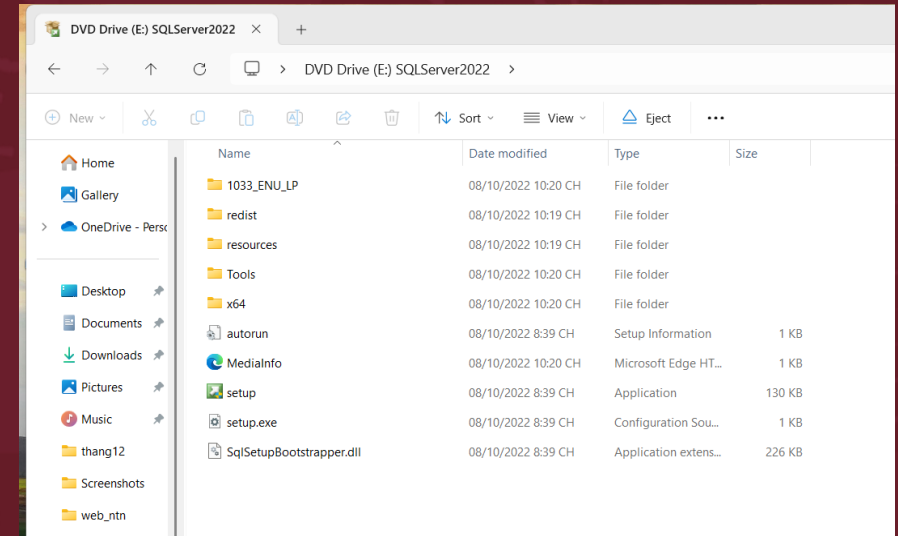 DVD Drive (E:) SQLServer2022
DVD Drive (E:) SQLServer2022
New Sort View Eject
Name Date modified Type Size
Home
Gallery
OneDrive - Perso
Desktop
Documents
Downloads
Pictures
Music
thang12
Screenshots
web_ntn
1033_ENU_LP 08/10/2022 10:20 CH File folder
redist 08/10/2022 10:19 CH File folder
resources 08/10/2022 10:19 CH File folder
Tools 08/10/2022 10:20 CH File folder
x64 08/10/2022 10:20 CH File folder
autorun 08/10/2022 8:39 CH Setup Information 1 KB
MediaInfo 08/10/2022 10:20 CH Microsoft Edge HT... 1 KB
setup 08/10/2022 8:39 CH Application 130 KB
setup.exe 08/10/2022 8:39 CH Configuration Sou... 1 KB
SqlSetupBootstrapper.dll 08/10/2022 8:39 CH Application extens... 226 KB